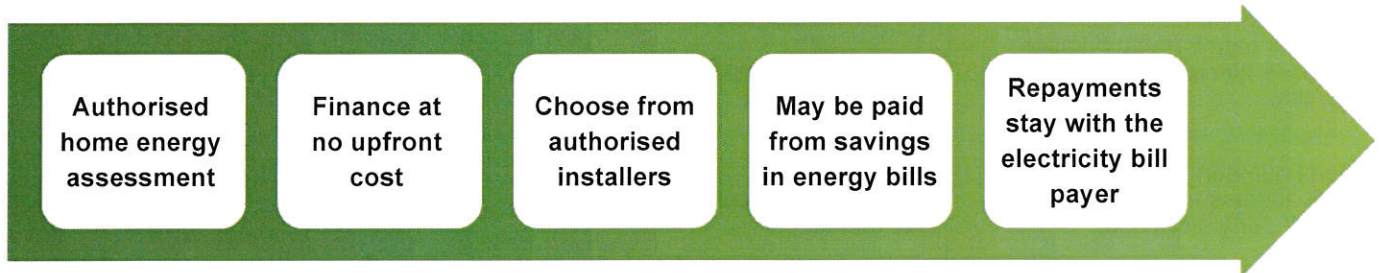 Authorised
home energy
assessment
Finance at
no upfront
cost
Choose from
authorised
installers
May be paid
from savings
in energy bills
Repayments
stay with the
electricity bill
payer